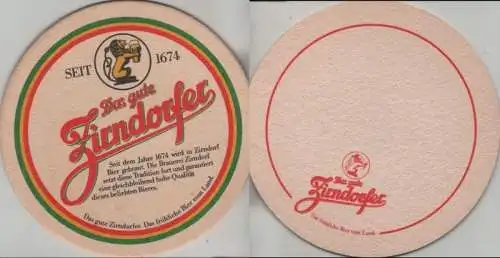 SEIT 1674
Das gute
Zirndorfer
Seit dem Jahre 1674 wird in Zirndorf
Bier gebraut. Die Brauerei Zirndorf
setzt diese Tradition fort und garantiert
eine gleichbleibend hohe Qualität
dieses beliebten Bieres.
Das gute Zirndorfer. Das fröhliche Bier vom Land.
Das gute
Zirndorfer
Das fröhliche Bier vom Land.